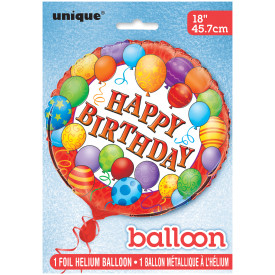 unique®
18"
45.7cm
HAPPY
BIRTHDAY
balloon
1 FOIL HELIUM BALLOON • 1 BALLON MÉTALLIQUE À L'HÉLIUM